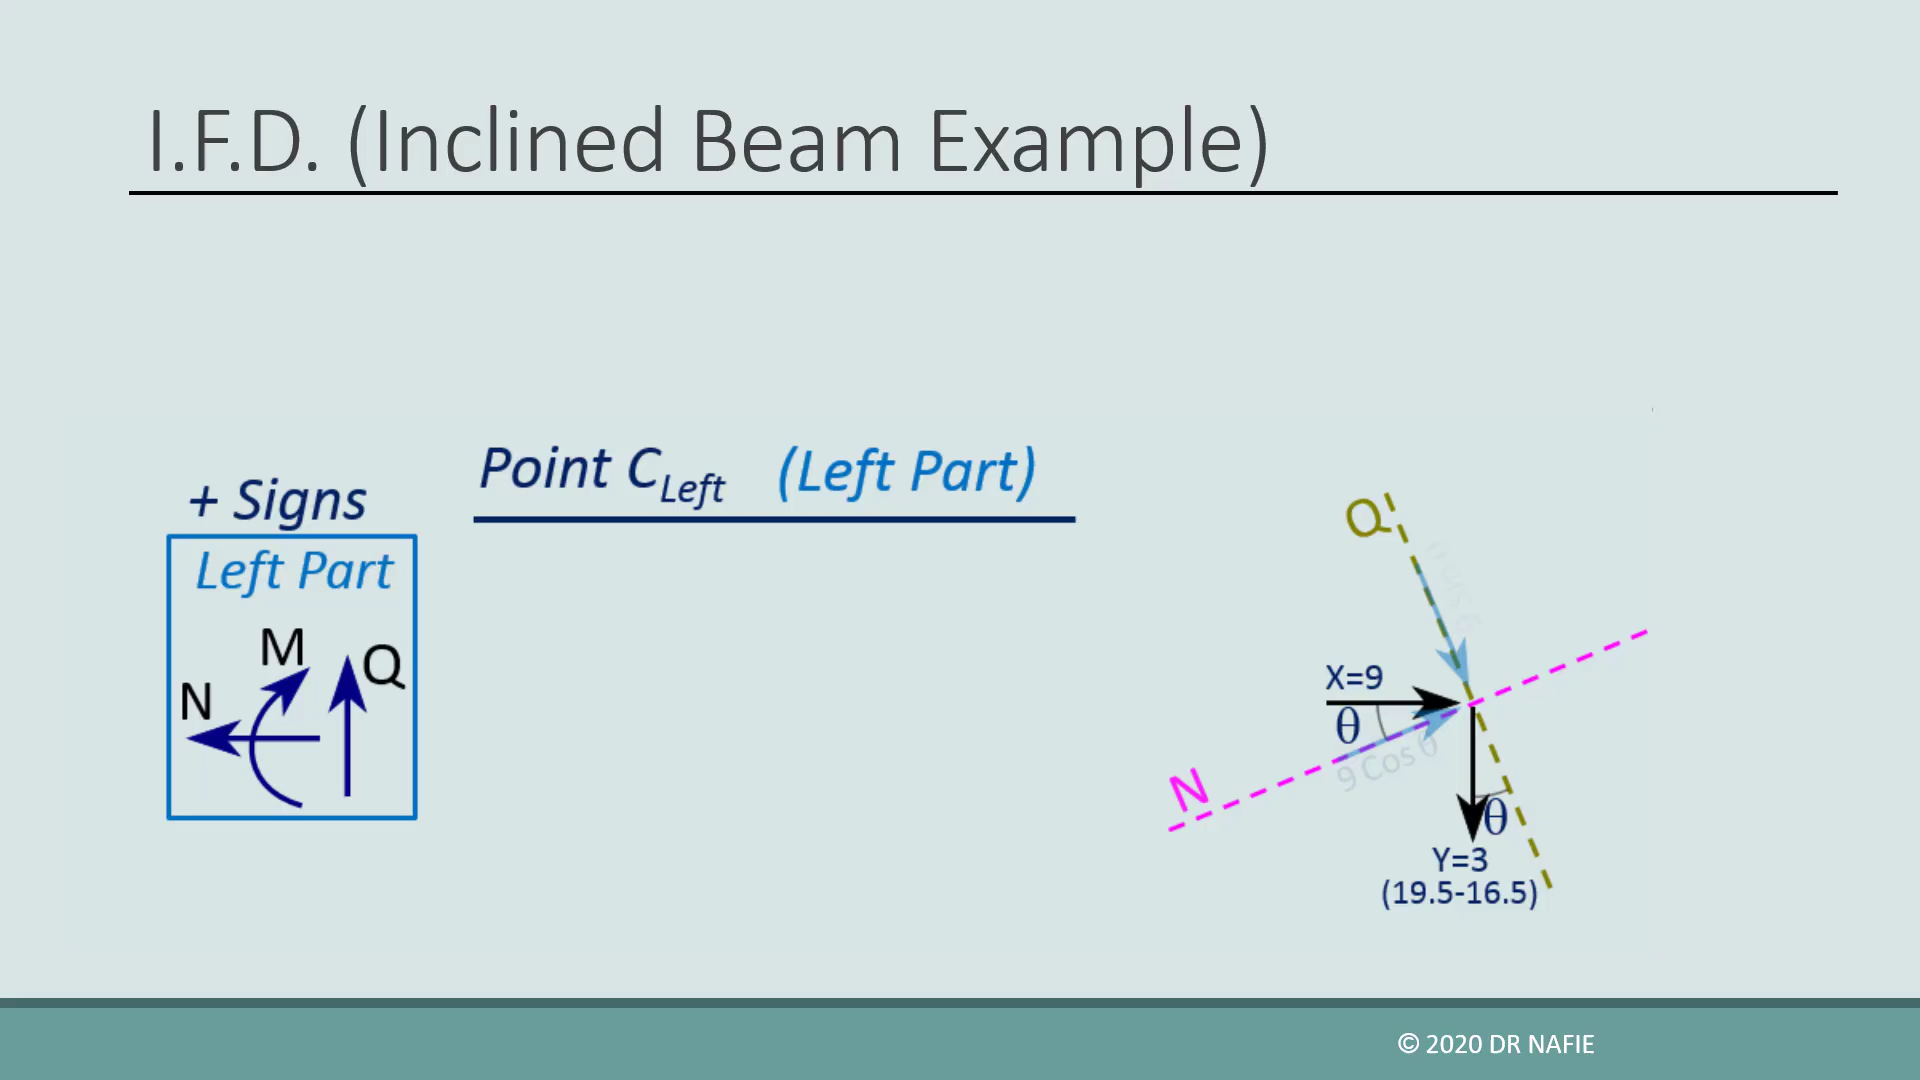 I.F.D. (Inclined Beam Example)
+ Signs
Left Part
M
Q
N
Point C_Left (Left Part)
Q
X=9
θ
9 Cos θ
N
θ
Y=3
(19.5-16.5)
© 2020 DR NAFIE